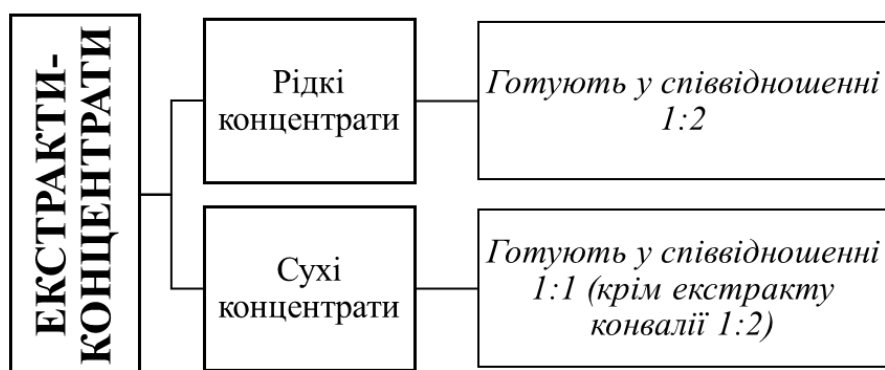 ЕКСТРАКТИ-
КОНЦЕНТРАТИ
Рідкі
концентрати
Готують у співвідношенні
1:2
Сухі
концентрати
Готують у співвідношенні
1:1 (крім екстракту
конвалії 1:2)